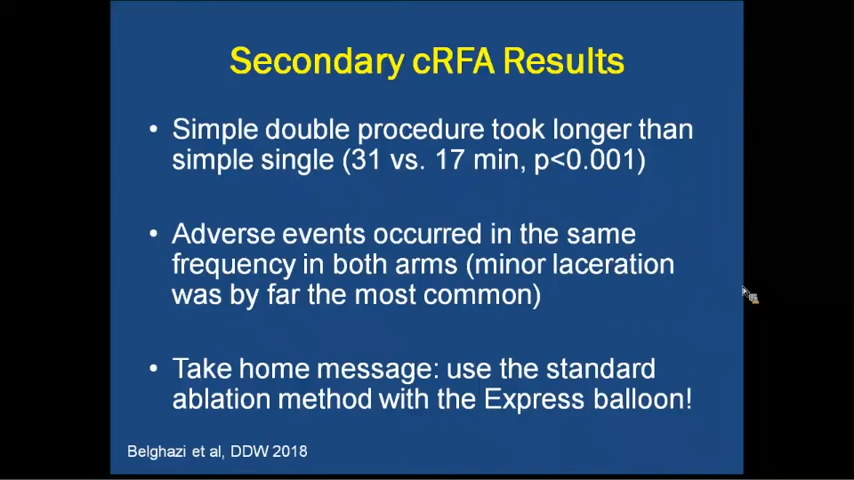 Secondary cRFA Results
• Simple double procedure took longer than
simple single (31 vs. 17 min, p<0.001)
• Adverse events occurred in the same
frequency in both arms (minor laceration
was by far the most common)
• Take home message: use the standard
ablation method with the Express balloon!
Belghazi et al, DDW 2018